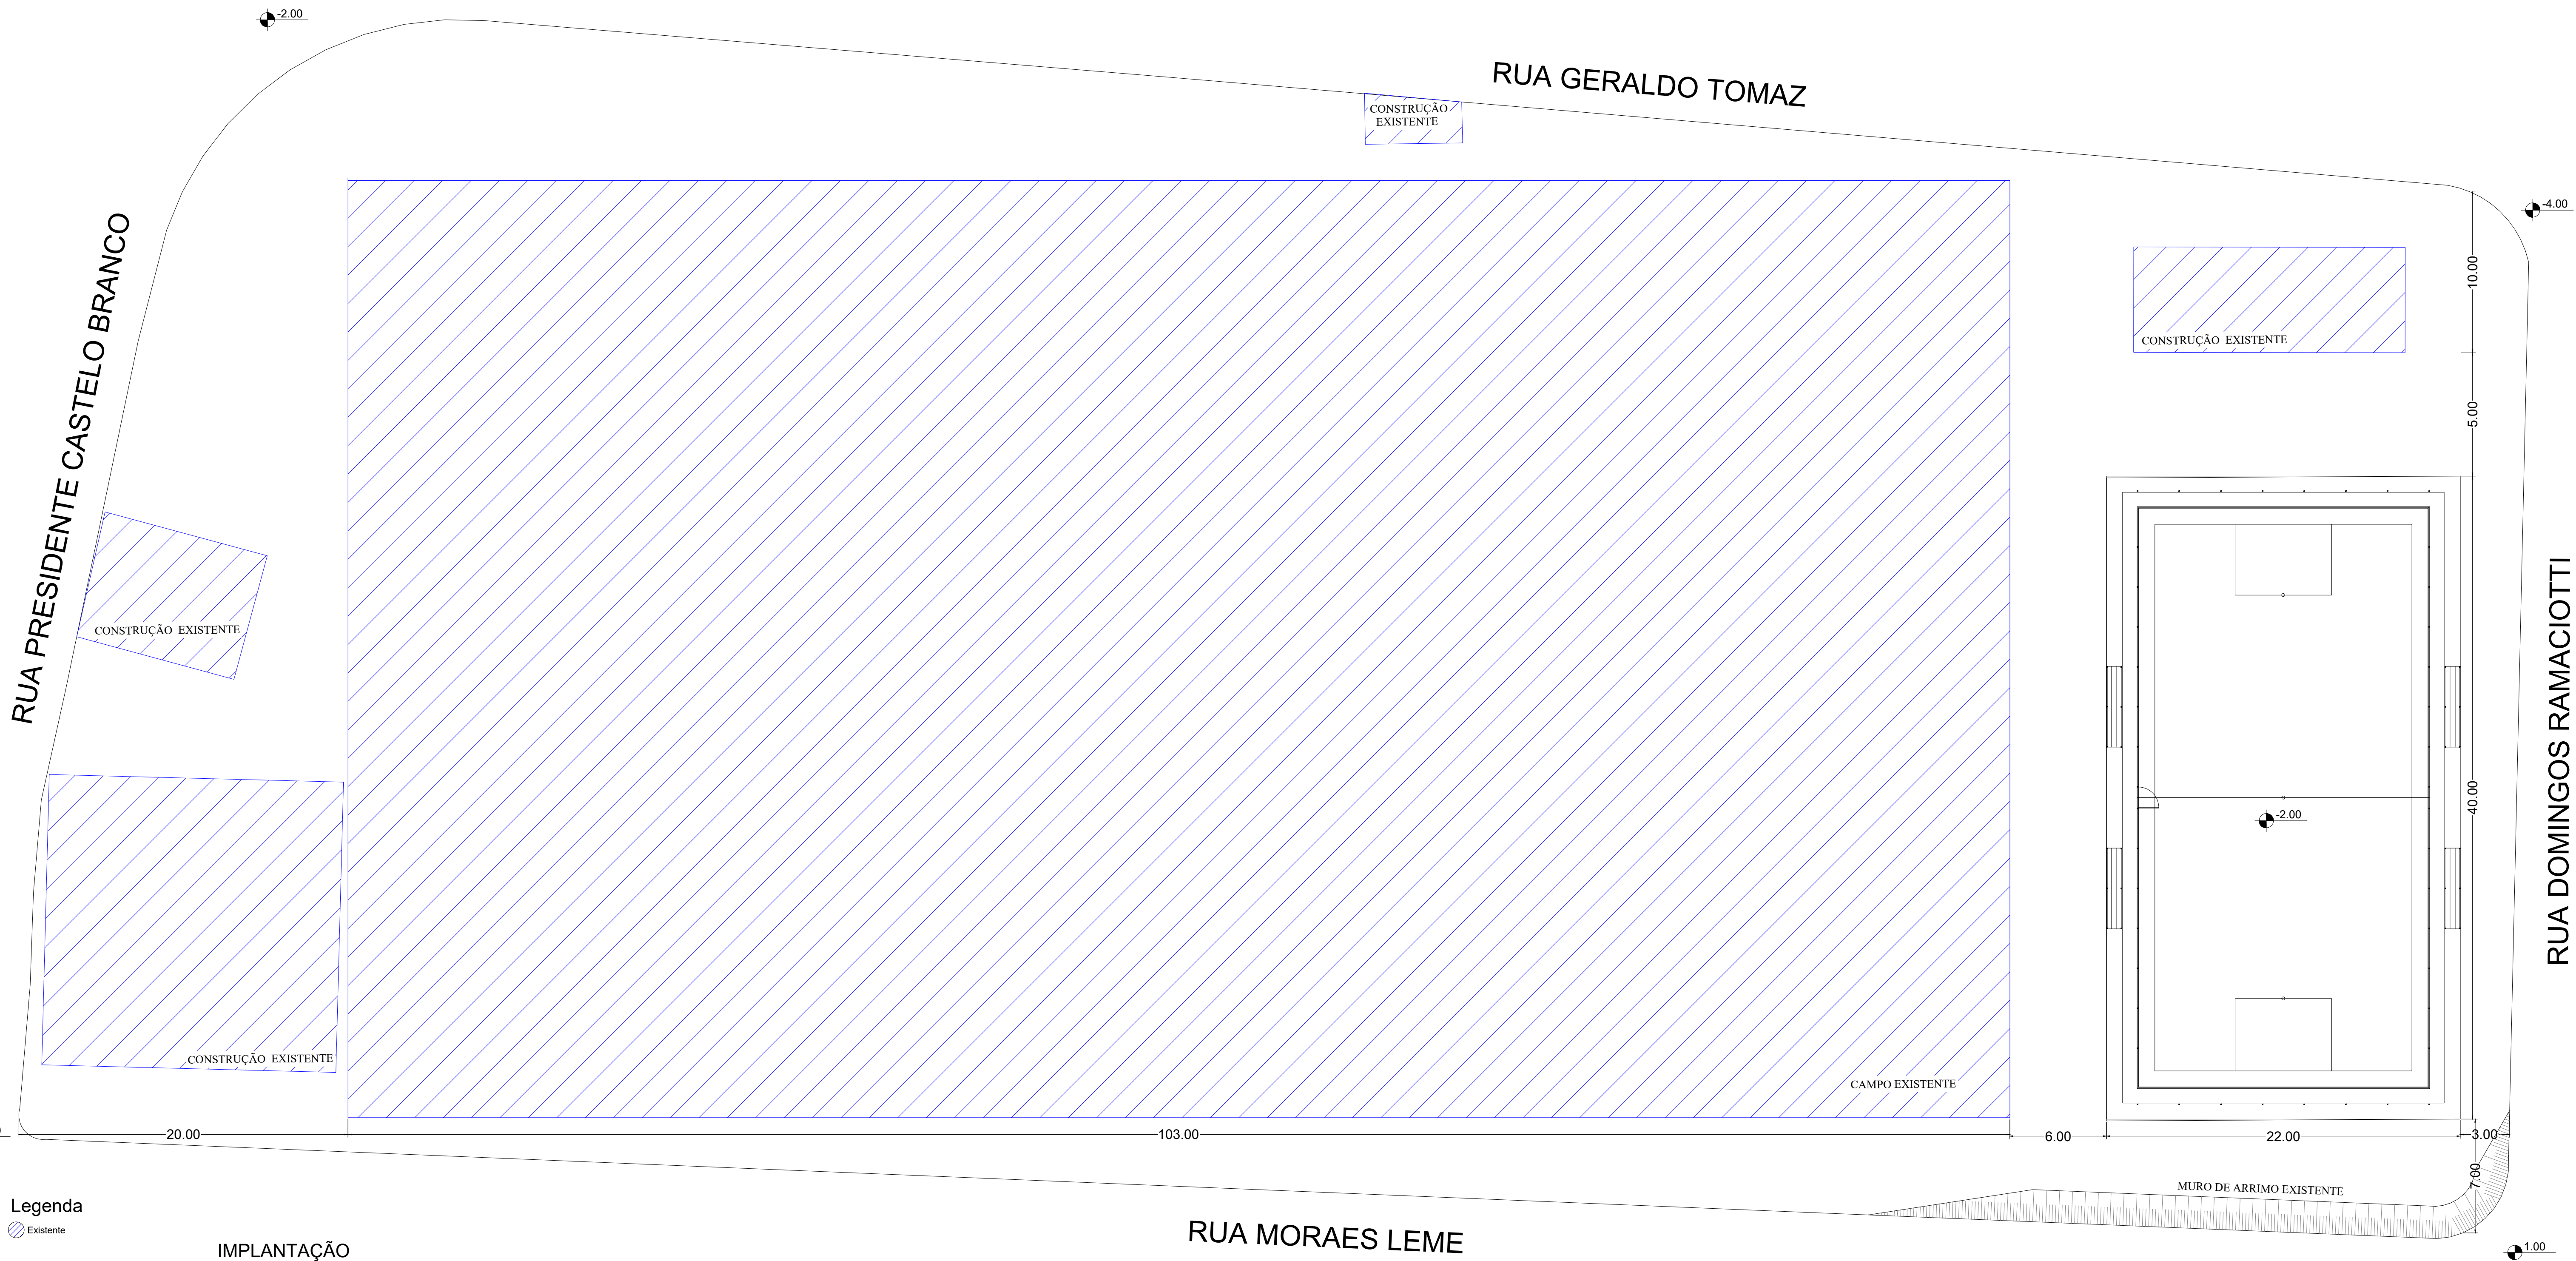 -2.00
RUA GERALDO TOMAZ
CONSTRUÇÃO
EXISTENTE
-4.00
RUA PRESIDENTE CASTELO BRANCO
10.00
CONSTRUÇÃO EXISTENTE
5.00
CONSTRUÇÃO EXISTENTE
RUA DOMINGOS RAMACIOTTI
40.00
-2.00
CONSTRUÇÃO EXISTENTE
CAMPO EXISTENTE
20.00
103.00
6.00
22.00
3.00
7.00
MURO DE ARRIMO EXISTENTE
Legenda
Existente
RUA MORAES LEME
IMPLANTAÇÃO
1.00